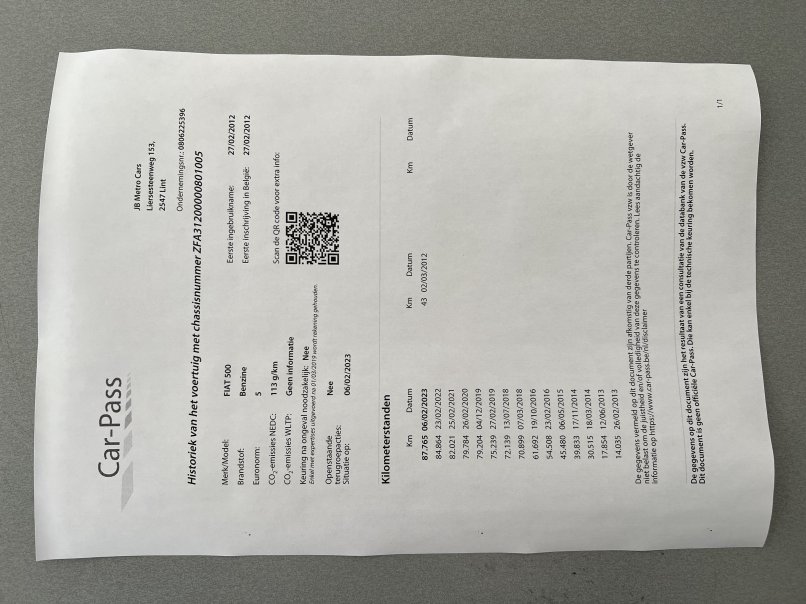 Car-Pass
JB Metro Cars
Liersesteenweg 153,
2547 Lint
Ondernemingsnr.: 0806225396
Historiek van het voertuig met chassisnummer ZFA31200000801005
Merk/Model: FIAT 500
Brandstof: Benzine
Euronorm: 5
CO2-emissies NEDC: 113 g/km
CO2-emissies WLTP: Geen informatie
Keuring na ongeval noodzakelijk: Nee
Enkel met expertises uitgevoerd na 01/03/2019 wordt rekening gehouden.
Openstaande
terugroepacties: Nee
Situatie op: 06/02/2023
Eerste ingebruikname: 27/02/2012
Eerste inschrijving in België: 27/02/2012
Scan de QR code voor extra info:
Kilometerstanden
Km Datum Km Datum Km Datum
87.765 06/02/2023 43 02/03/2012
84.864 23/02/2022
82.021 25/02/2021
79.784 26/02/2020
79.204 04/12/2019
75.239 27/02/2019
72.139 13/07/2018
70.899 07/03/2018
61.692 19/10/2016
54.508 23/02/2016
45.480 06/05/2015
39.833 17/11/2014
30.515 18/03/2014
17.854 12/06/2013
14.035 26/02/2013
De gegevens vermeld op dit document zijn afkomstig van derde partijen. Car-Pass vzw is door de wetgever
niet belast om de juistheid en/of volledigheid van deze gegevens te controleren. Lees aandachtig de
informatie op https://www.car-pass.be/nl/disclaimer
De gegevens op dit document zijn het resultaat van een consultatie van de databank van de vzw Car-Pass.
Dit document is geen officiële Car-Pass. Die kan enkel bij de technische keuring bekomen worden.
1/1